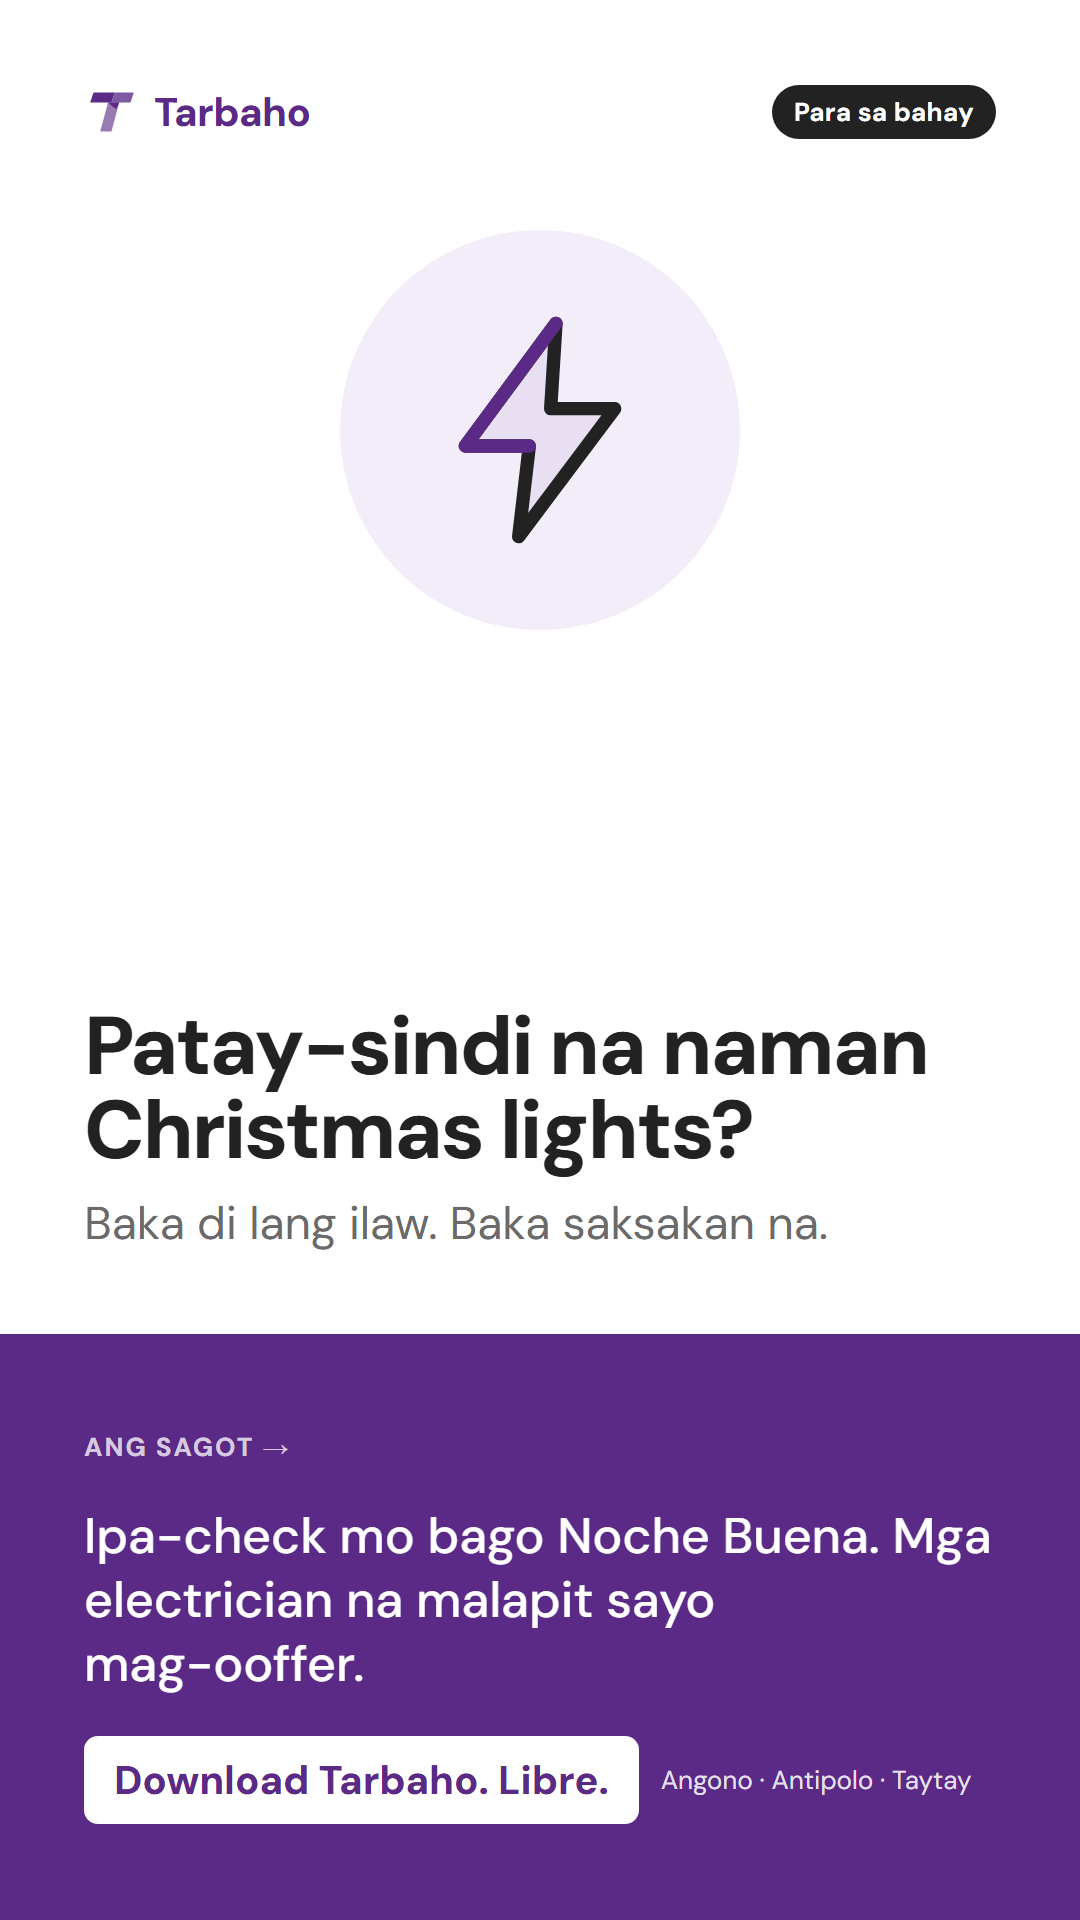 Tarbaho
Para sa bahay
Patay-sindi na naman
Christmas lights?
Baka di lang ilaw. Baka saksakan na.
ANG SAGOT →
Ipa-check mo bago Noche Buena. Mga
electrician na malapit sayo
mag-ooffer.
Download Tarbaho. Libre.
Angono · Antipolo · Taytay